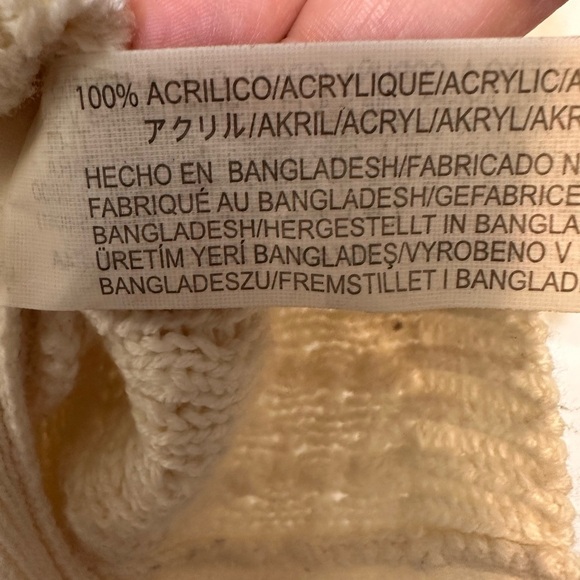 100% ACRILICO/ACRYLIQUE/ACRYLIC/A
アクリル/AKRIL/ACRYL/AKRYL/AKR
HECHO EN BANGLADESH/FABRICADO N
FABRIQUÉ AU BANGLADESH/GEFABRICE
BANGLADESH/HERGESTELLT IN BANGLA
ÜRETİM YERİ BANGLADEŞ/VYROBENO V
BANGLADESZU/FREMSTILLET I BANGLAD